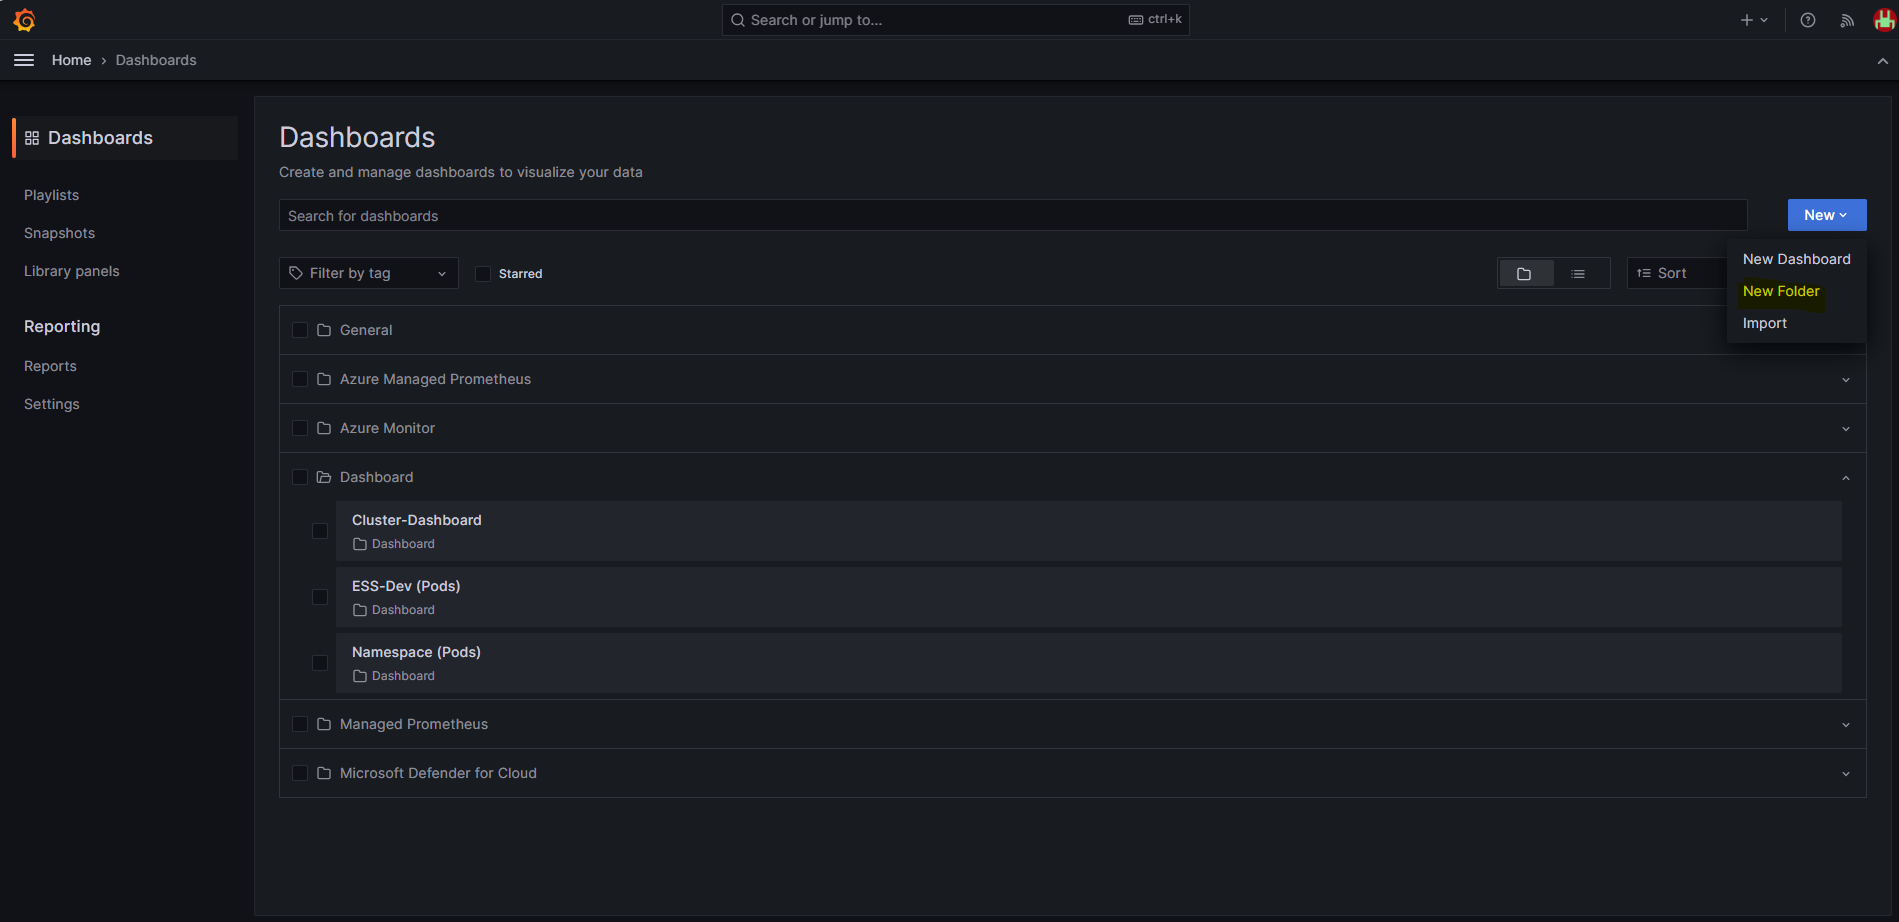 Search or jump to...
ctrl+k
Home › Dashboards
Dashboards
Playlists
Snapshots
Library panels
Reporting
Reports
Settings
Dashboards
Create and manage dashboards to visualize your data
Search for dashboards
New
Filter by tag
Starred
Sort
New Dashboard
New Folder
Import
General
Azure Managed Prometheus
Azure Monitor
Dashboard
Cluster-Dashboard
Dashboard
ESS-Dev (Pods)
Dashboard
Namespace (Pods)
Dashboard
Managed Prometheus
Microsoft Defender for Cloud